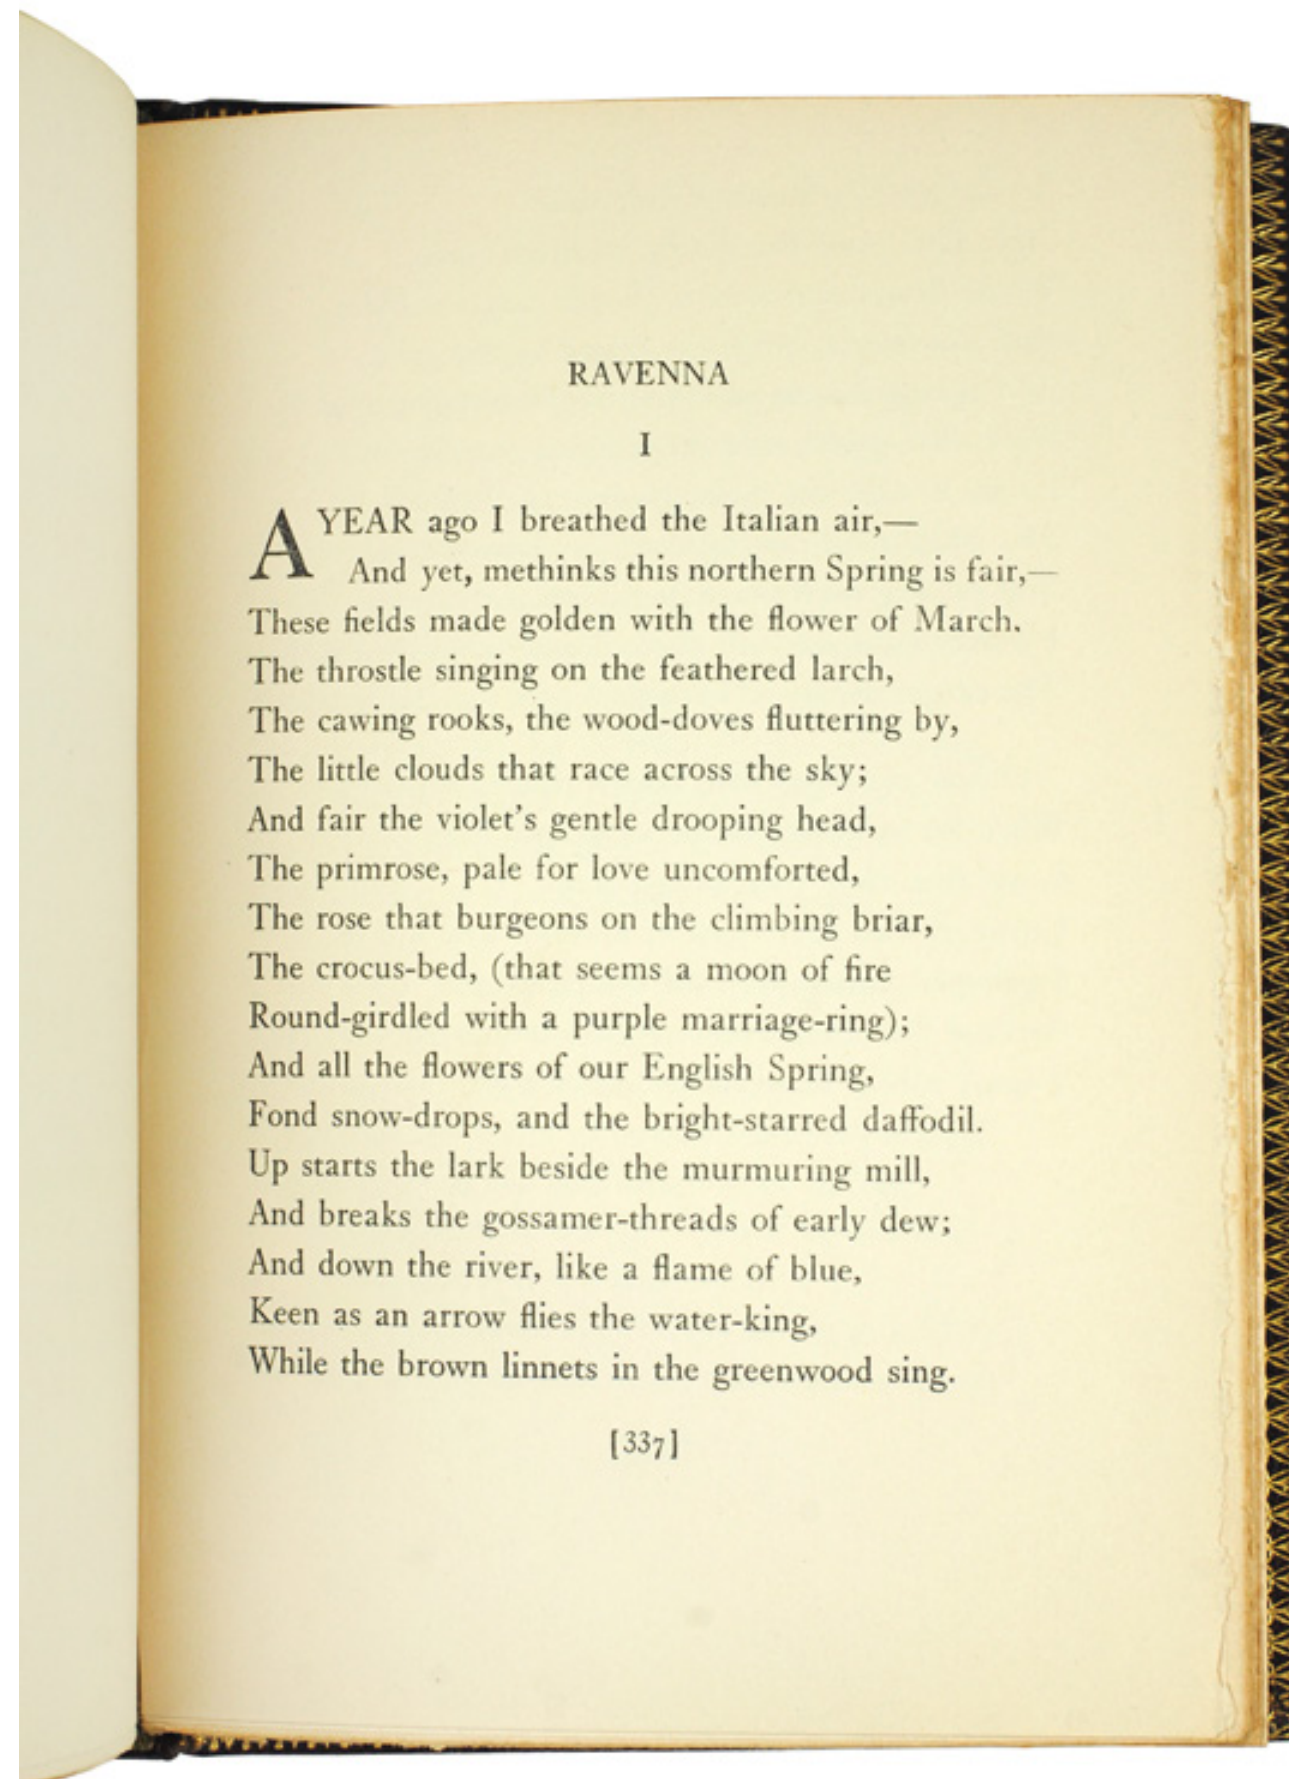 RAVENNA
I
A YEAR ago I breathed the Italian air,—
And yet, methinks this northern Spring is fair,—
These fields made golden with the flower of March.
The throstle singing on the feathered larch,
The cawing rooks, the wood-doves fluttering by,
The little clouds that race across the sky;
And fair the violet's gentle drooping head,
The primrose, pale for love uncomforted,
The rose that burgeons on the climbing briar,
The crocus-bed, (that seems a moon of fire
Round-girdled with a purple marriage-ring);
And all the flowers of our English Spring,
Fond snow-drops, and the bright-starred daffodil.
Up starts the lark beside the murmuring mill,
And breaks the gossamer-threads of early dew;
And down the river, like a flame of blue,
Keen as an arrow flies the water-king,
While the brown linnets in the greenwood sing.
[337]